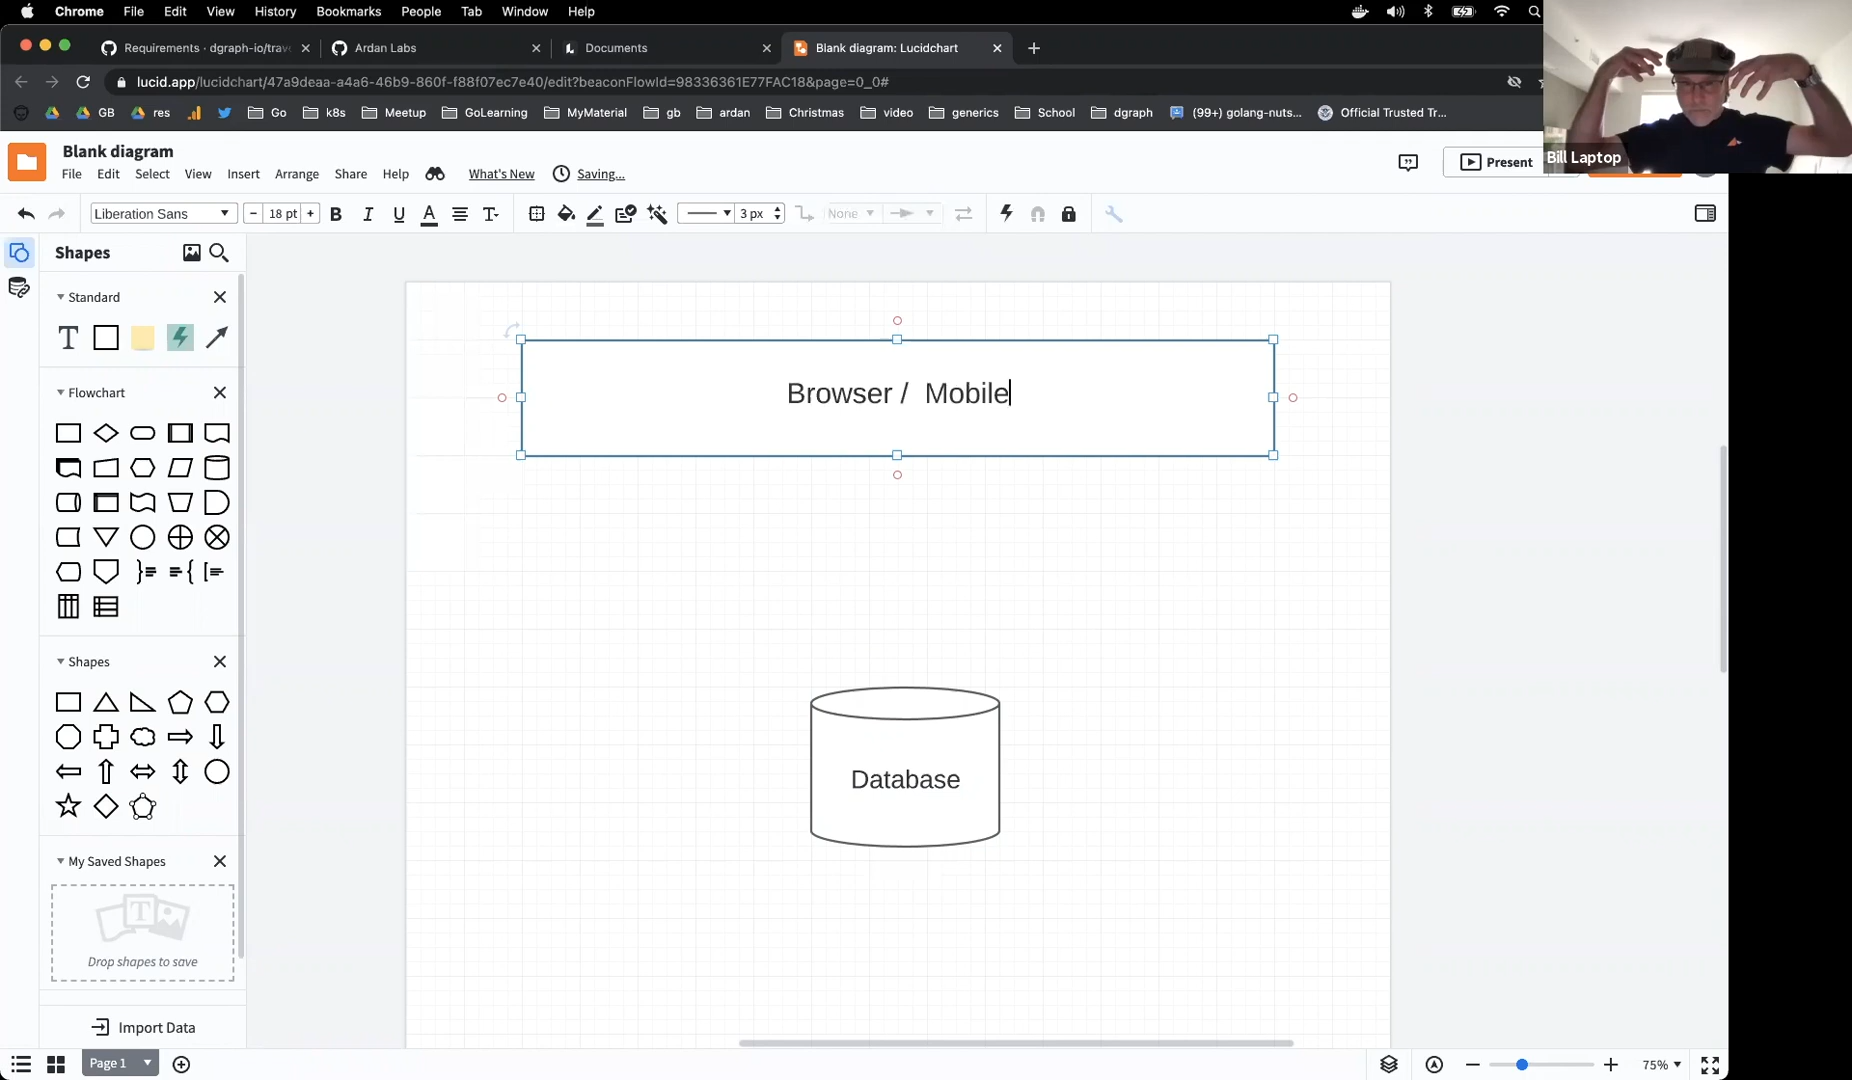 Chrome File Edit View History Bookmarks People Tab Window Help
Requirements · dgraph-io/trave
Ardan Labs
Documents
Blank diagram: Lucidchart
lucid.app/lucidchart/47a9deaa-a4a6-46b9-860f-f88f07ec7e40/edit?beaconFlowId=98336361E77FAC18&page=0_0#
GB res Go k8s Meetup GoLearning MyMaterial gb ardan Christmas video generics School dgraph (99+) golang-nuts... Official Trusted Tr...
Bill Laptop
Blank diagram
File Edit Select View Insert Arrange Share Help What's New Saving...
Present
Liberation Sans 18 pt B I U A T 3 px None
Shapes
Standard
T
Flowchart
Shapes
My Saved Shapes
T
Drop shapes to save
Import Data
Browser /  Mobile
Database
Page 1
75%